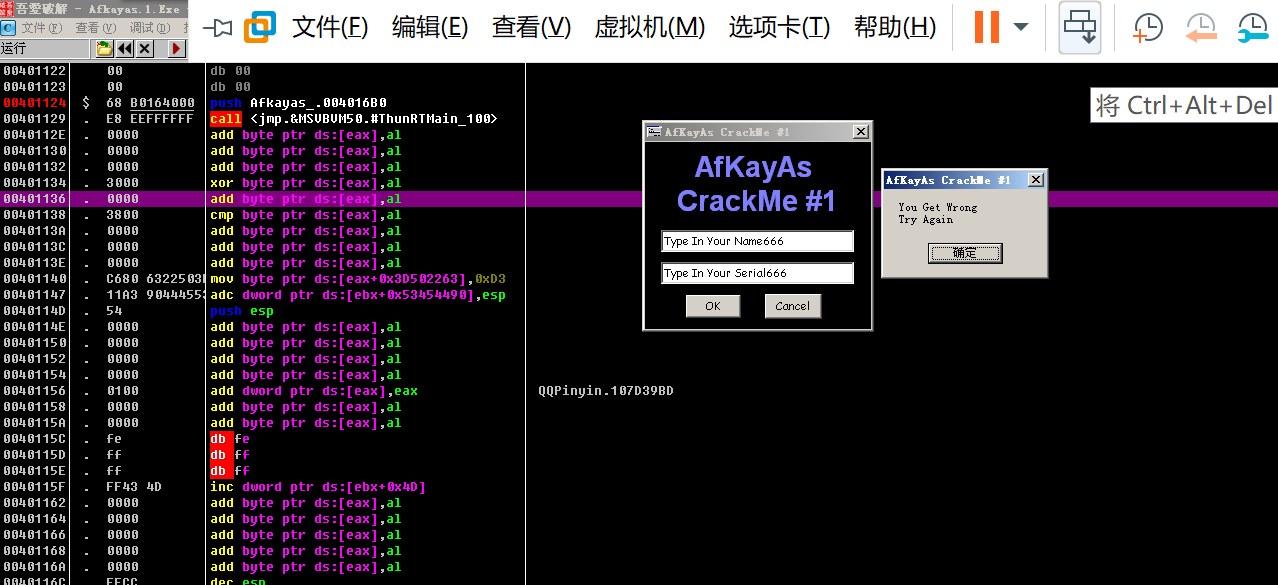 吾愛破解 - Afkayas.1.Exe
文件(F) 编辑(E) 查看(V) 虚拟机(M) 选项卡(T) 帮助(H)
C 文件(F) 查看(V) 调试(D)
运行
将 Ctrl+Alt+Del
00401122 00 db 00
00401123 00 db 00
00401124 $ 68 B0164000 push Afkayas_.004016B0
00401129 . E8 EEFFFFFF call <jmp.&MSVBVM50.#ThunRTMain_100>
0040112E . 0000 add byte ptr ds:[eax],al
00401130 . 0000 add byte ptr ds:[eax],al
00401132 . 0000 add byte ptr ds:[eax],al
00401134 . 3000 xor byte ptr ds:[eax],al
00401136 . 0000 add byte ptr ds:[eax],al
00401138 . 3800 cmp byte ptr ds:[eax],al
0040113A . 0000 add byte ptr ds:[eax],al
0040113C . 0000 add byte ptr ds:[eax],al
0040113E . 0000 add byte ptr ds:[eax],al
00401140 . C680 6322503 mov byte ptr ds:[eax+0x3D502263],0xD3
00401147 . 11A3 9044455 adc dword ptr ds:[ebx+0x53454490],esp
0040114D . 54 push esp
0040114E . 0000 add byte ptr ds:[eax],al
00401150 . 0000 add byte ptr ds:[eax],al
00401152 . 0000 add byte ptr ds:[eax],al
00401154 . 0000 add byte ptr ds:[eax],al
00401156 . 0100 add dword ptr ds:[eax],eax QQPinyin.107D39BD
00401158 . 0000 add byte ptr ds:[eax],al
0040115A . 0000 add byte ptr ds:[eax],al
0040115C . fe db fe
0040115D . ff db ff
0040115E . ff db ff
0040115F . FF43 4D inc dword ptr ds:[ebx+0x4D]
00401162 . 0000 add byte ptr ds:[eax],al
00401164 . 0000 add byte ptr ds:[eax],al
00401166 . 0000 add byte ptr ds:[eax],al
00401168 . 0000 add byte ptr ds:[eax],al
0040116A . 0000 add byte ptr ds:[eax],al
0040116C . FECC dec esp
AfKayAs CrackMe #1
AfKayAs
CrackMe #1
Type In Your Name666
Type In Your Serial666
OK Cancel
AfKayAs CrackMe #1
You Get Wrong
Try Again
确定